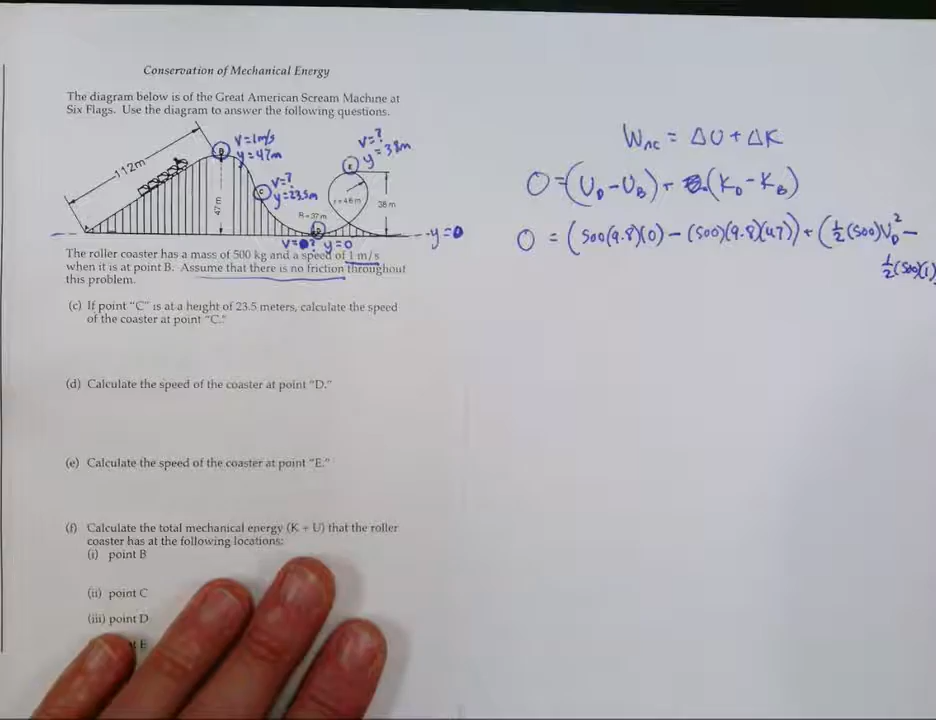 Conservation of Mechanical Energy
The diagram below is of the Great American Scream Machine at
Six Flags. Use the diagram to answer the following questions.
112m
B
V=1m/s
y=47m
V=?
y=38m
E
C
V=?
y=23.5m
47m
r=4.6m
38m
R=37m
D
V=0? y=0
y=0
The roller coaster has a mass of 500 kg and a speed of 1 m/s
when it is at point B. Assume that there is no friction throughout
this problem.
(c) If point "C" is at a height of 23.5 meters, calculate the speed
of the coaster at point "C."
(d) Calculate the speed of the coaster at point "D."
(e) Calculate the speed of the coaster at point "E."
(f) Calculate the total mechanical energy (K + U) that the roller
coaster has at the following locations:
(i) point B
(ii) point C
(iii) point D
E
W_NC = ΔU + ΔK
0 = (U_D - U_B) + (K_D - K_B)
0 = (500(9.8)(0) - (500)(9.8)(47)) + (½(500)V_D² -
½(500)(1)